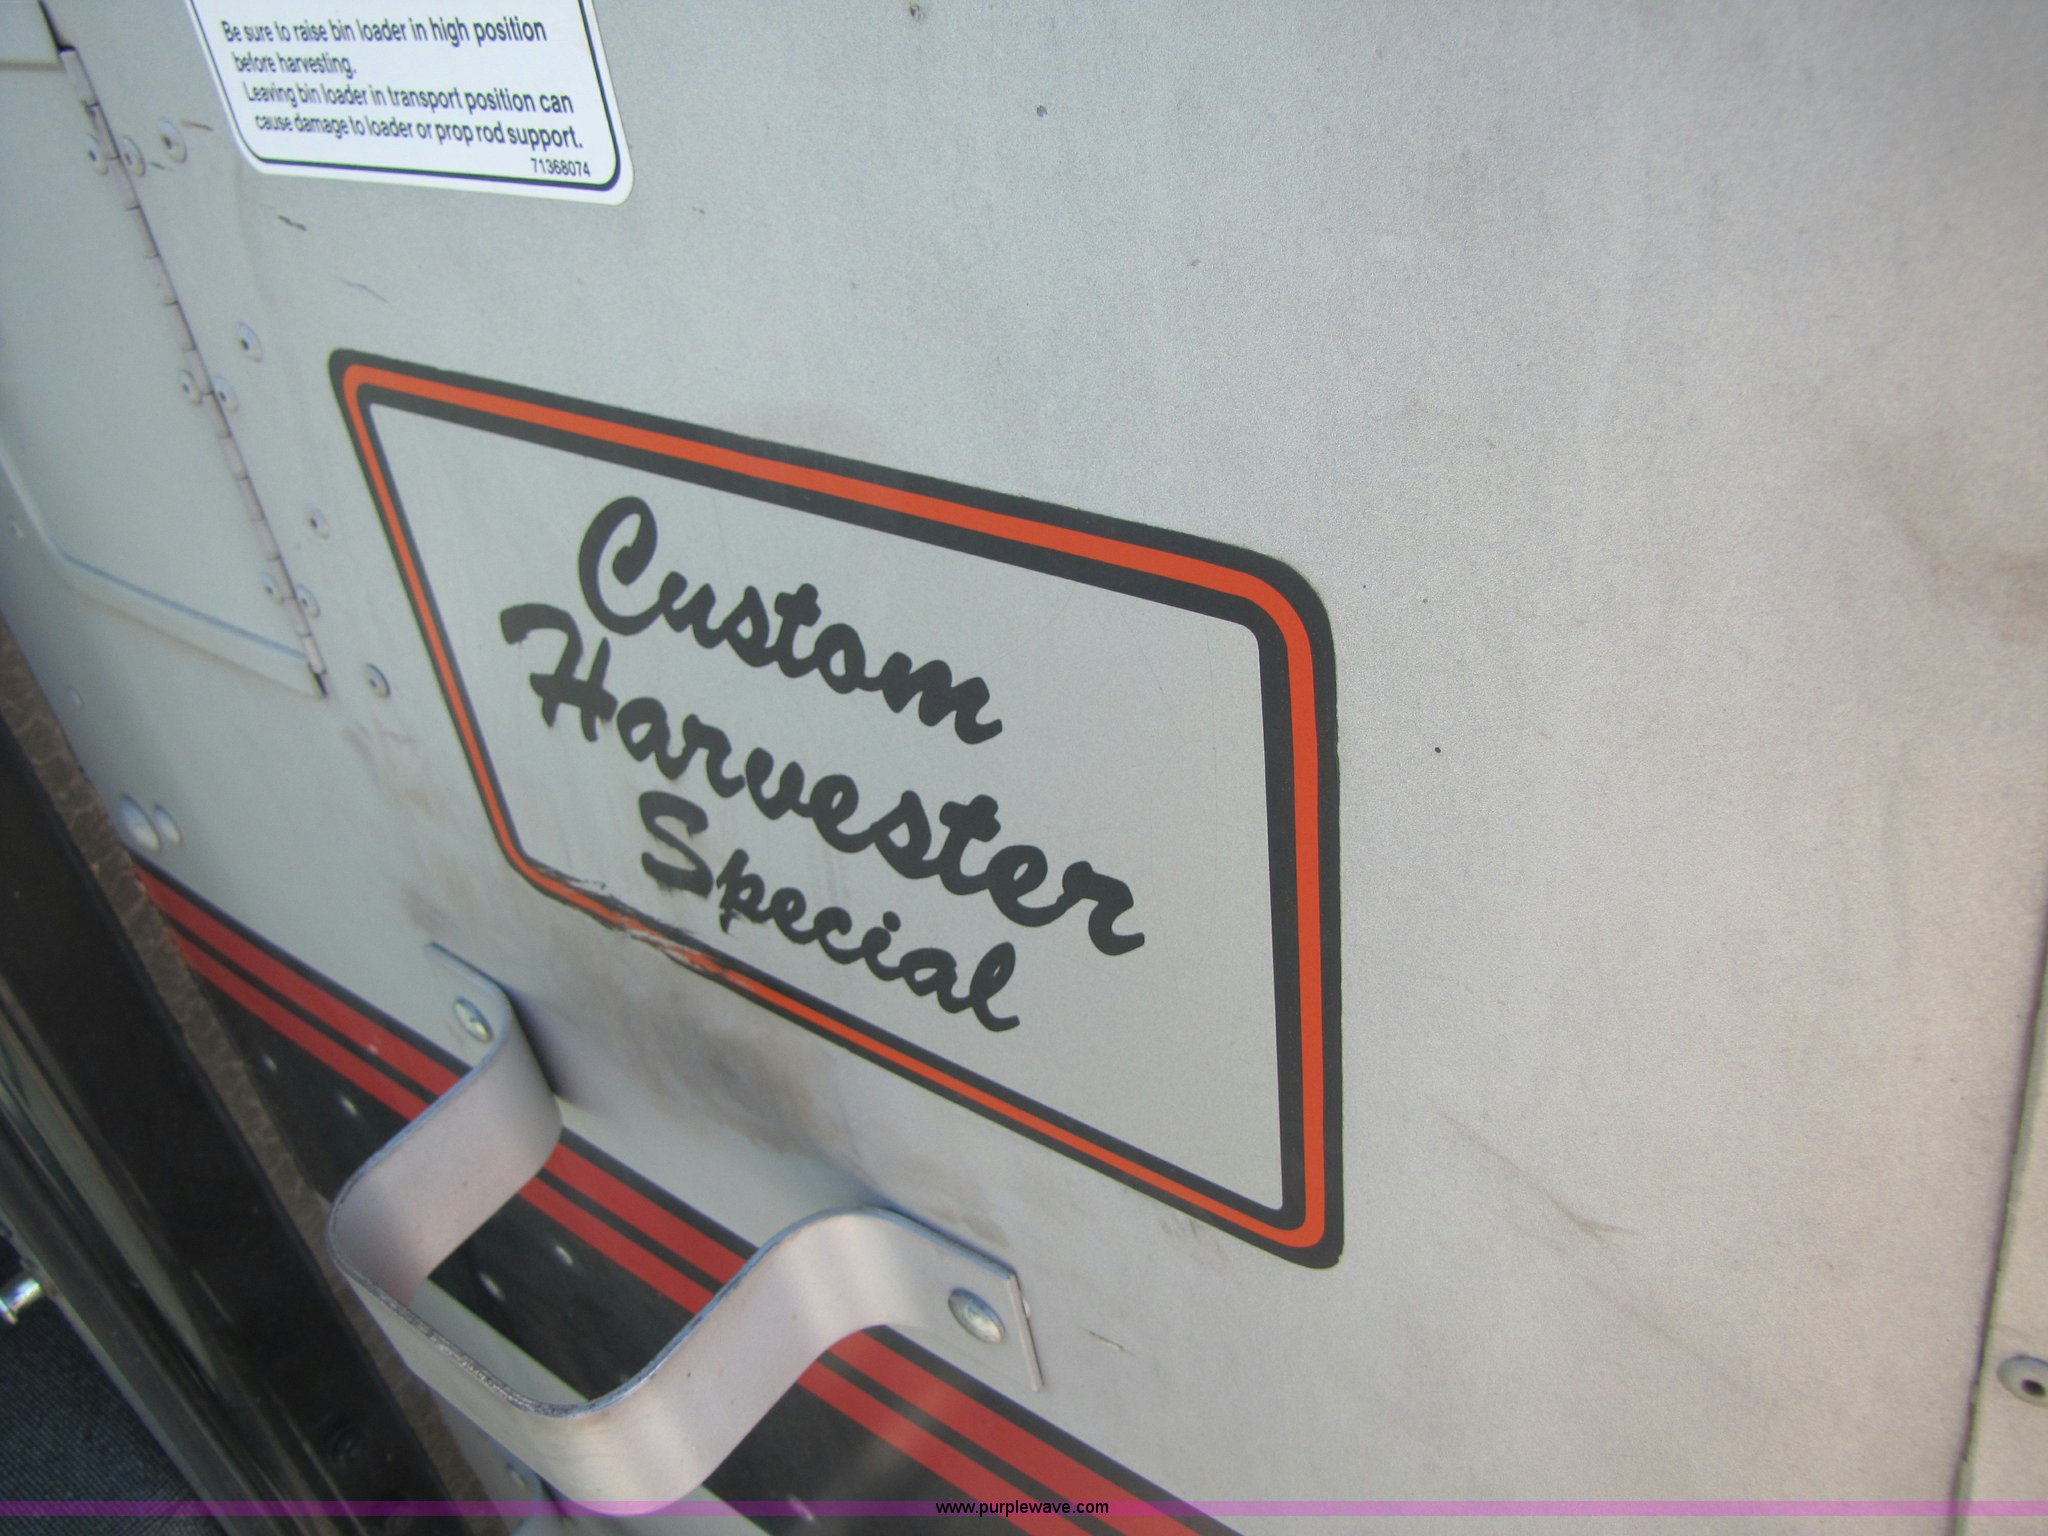 Be sure to raise bin loader in high position
before harvesting.
Leaving bin loader in transport position can
cause damage to loader or prop rod support.
71368074
Custom
Harvester
Special
www.purplewave.com